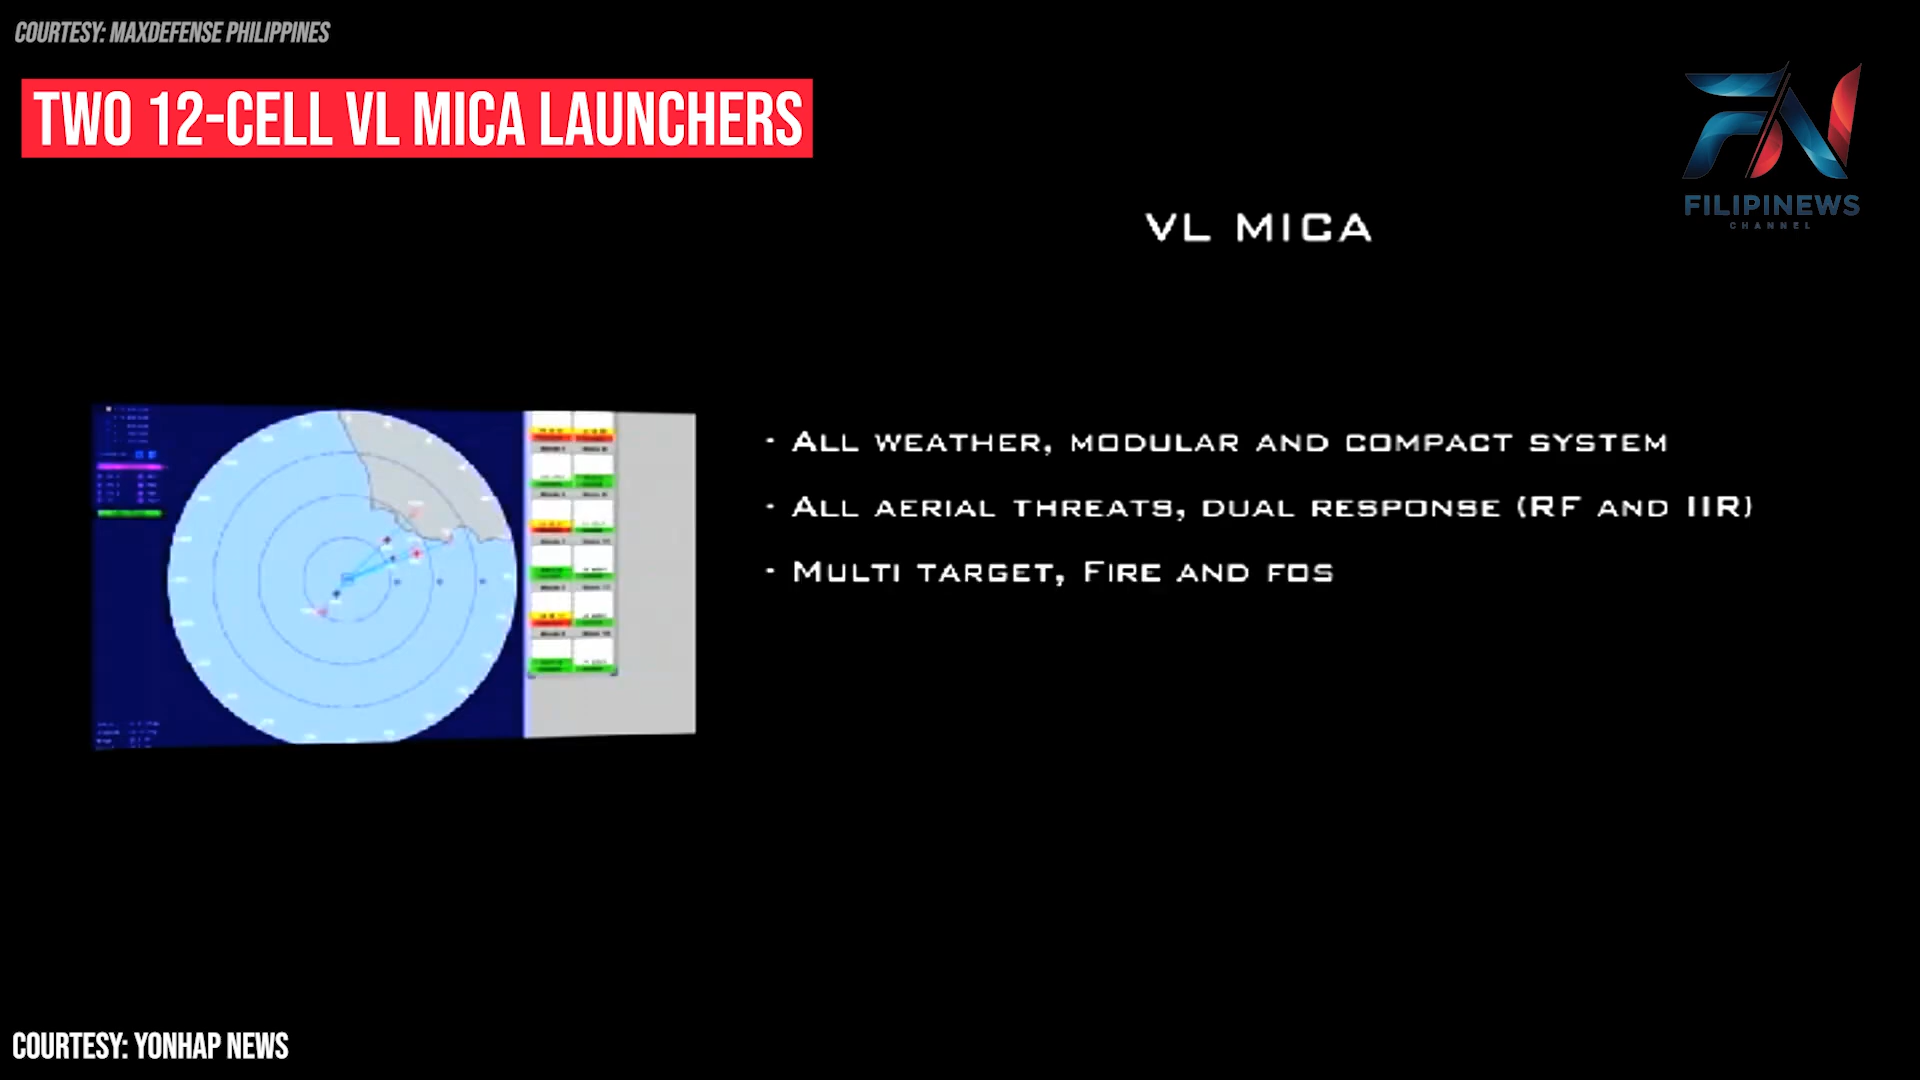 COURTESY: MAXDEFENSE PHILIPPINES
TWO 12-CELL VL MICA LAUNCHERS
FILIPINEWS
CHANNEL
VL MICA
- ALL WEATHER, MODULAR AND COMPACT SYSTEM
- ALL AERIAL THREATS, DUAL RESPONSE (RF AND IIR)
- MULTI TARGET, FIRE AND FOS
COURTESY: YONHAP NEWS